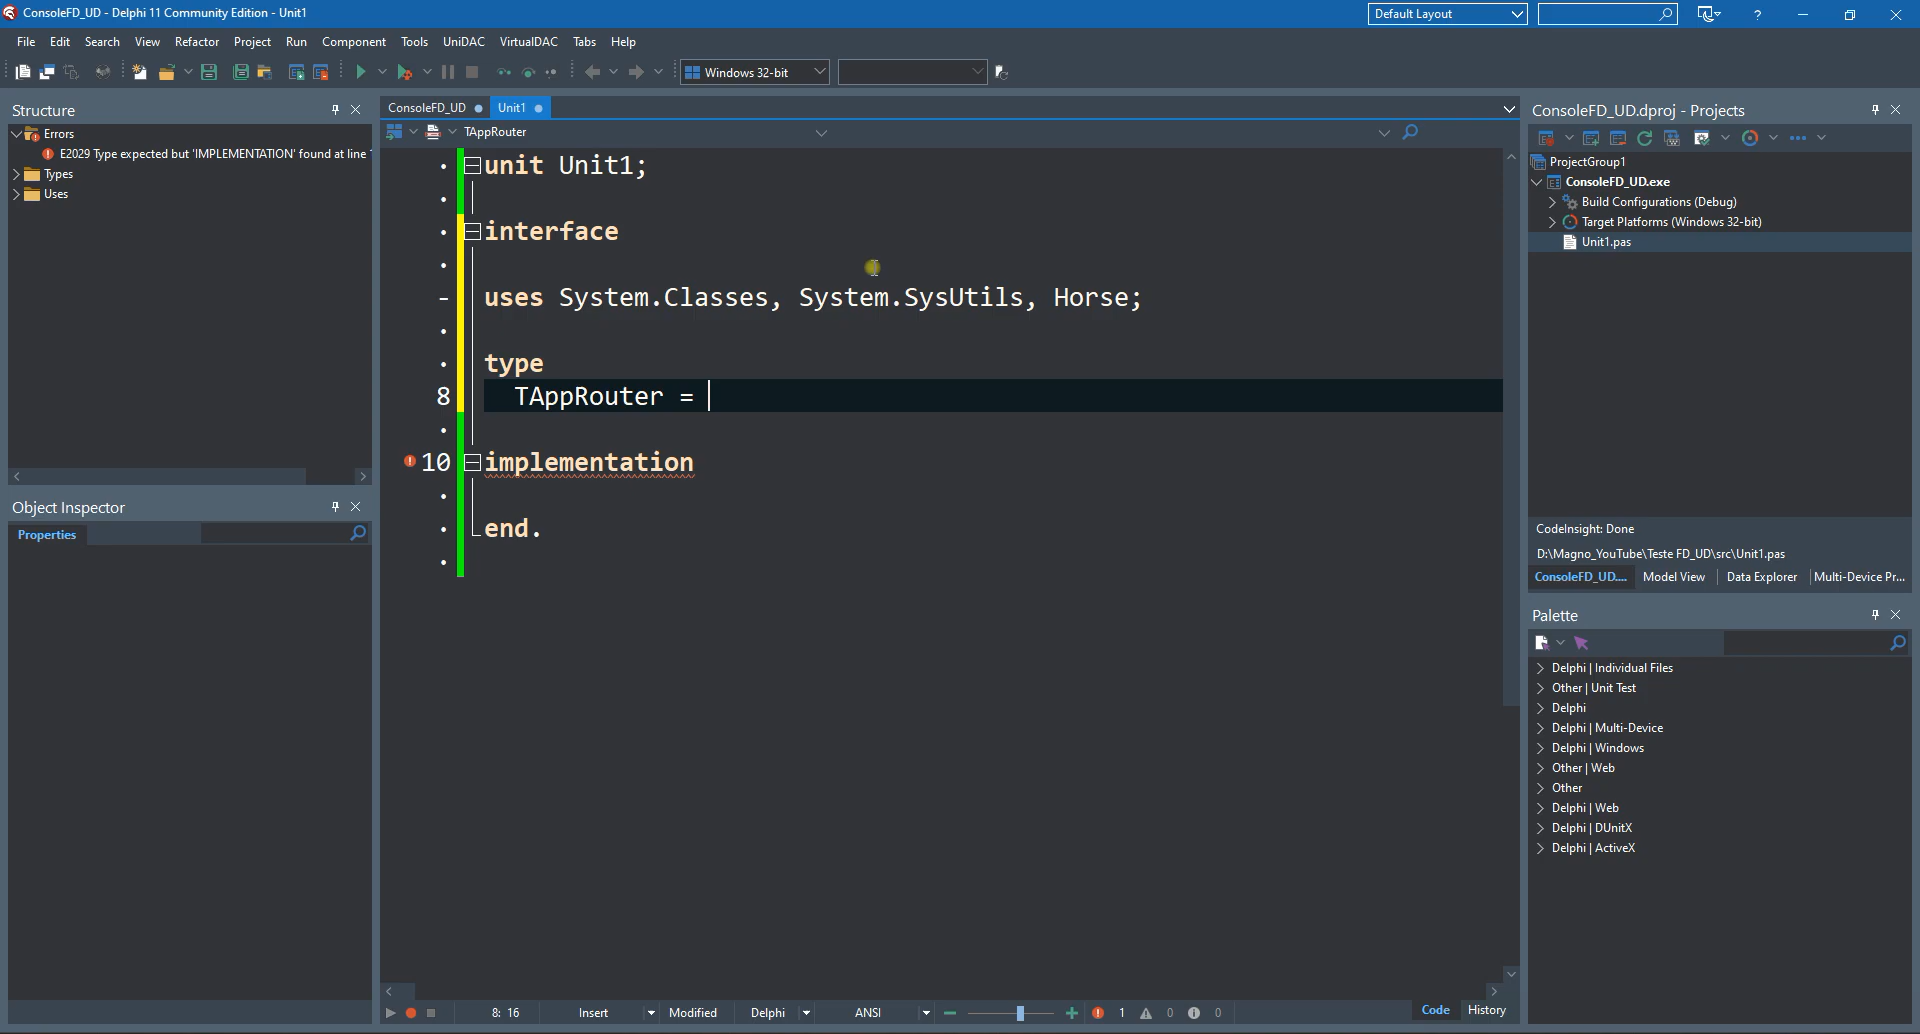 ConsoleFD_UD - Delphi 11 Community Edition - Unit1
Default Layout
?
File Edit Search View Refactor Project Run Component Tools UniDAC VirtualDAC Tabs Help
Windows 32-bit
Structure
Errors
E2029 Type expected but 'IMPLEMENTATION' found at line
Types
Uses
Object Inspector
Properties
ConsoleFD_UD Unit1
TAppRouter
unit Unit1;
interface
uses System.Classes, System.SysUtils, Horse;
type
8 TAppRouter =
10 implementation
end.
8: 16 Insert Modified Delphi ANSI 1 0 0 Code History
ConsoleFD_UD.dproj - Projects
ProjectGroup1
ConsoleFD_UD.exe
Build Configurations (Debug)
Target Platforms (Windows 32-bit)
Unit1.pas
CodeInsight: Done
D:\Magno_YouTube\Teste FD_UD\src\Unit1.pas
ConsoleFD_UD.... Model View Data Explorer Multi-Device Pr...
Palette
Delphi | Individual Files
Other | Unit Test
Delphi
Delphi | Multi-Device
Delphi | Windows
Other | Web
Other
Delphi | Web
Delphi | DUnitX
Delphi | ActiveX